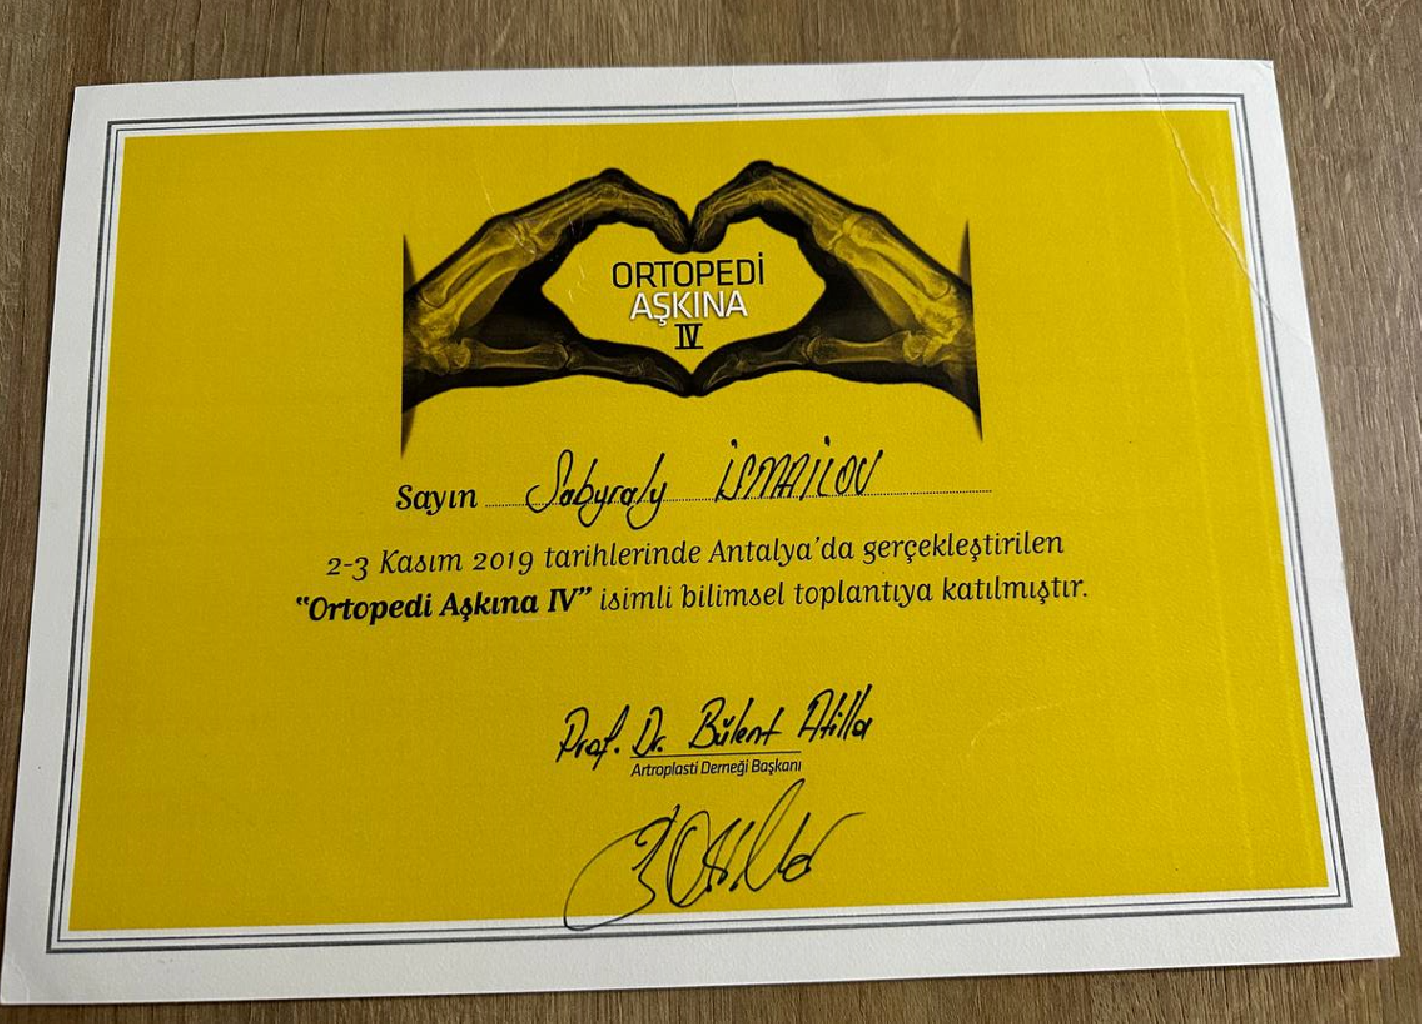 ORTOPEDİ
AŞKINA
IV
Sayın Sabyraly İSMAİLOV
2-3 Kasım 2019 tarihlerinde Antalya'da gerçekleştirilen
“Ortopedi Aşkına IV” isimli bilimsel toplantıya katılmıştır.
Prof. Dr. Bülent Atilla
Artroplasti Derneği Başkanı